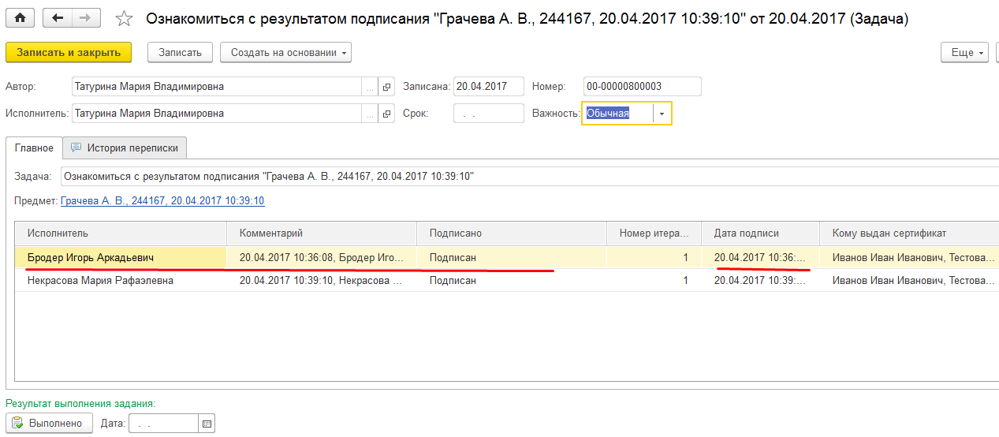 Ознакомиться с результатом подписания "Грачева А. В., 244167, 20.04.2017 10:39:10" от 20.04.2017 (Задача)
Записать и закрыть Записать Создать на основании Еще
Автор: Татурина Мария Владимировна ... Записана: 20.04.2017 Номер: 00-00000800003
Исполнитель: Татурина Мария Владимировна ... Срок: . . Важность: Обычная
Главное История переписки
Задача: Ознакомиться с результатом подписания "Грачева А. В., 244167, 20.04.2017 10:39:10"
Предмет: Грачева А. В., 244167, 20.04.2017 10:39:10
Исполнитель Комментарий Подписано Номер итера... Дата подписи Кому выдан сертификат
Бродер Игорь Аркадьевич 20.04.2017 10:36:08, Бродер Иго... Подписан 1 20.04.2017 10:36:... Иванов Иван Иванович, Тестова...
Некрасова Мария Рафаэлевна 20.04.2017 10:39:10, Некрасова ... Подписан 1 20.04.2017 10:39:... Иванов Иван Иванович, Тестова...
Результат выполнения задания:
Выполнено Дата: . .